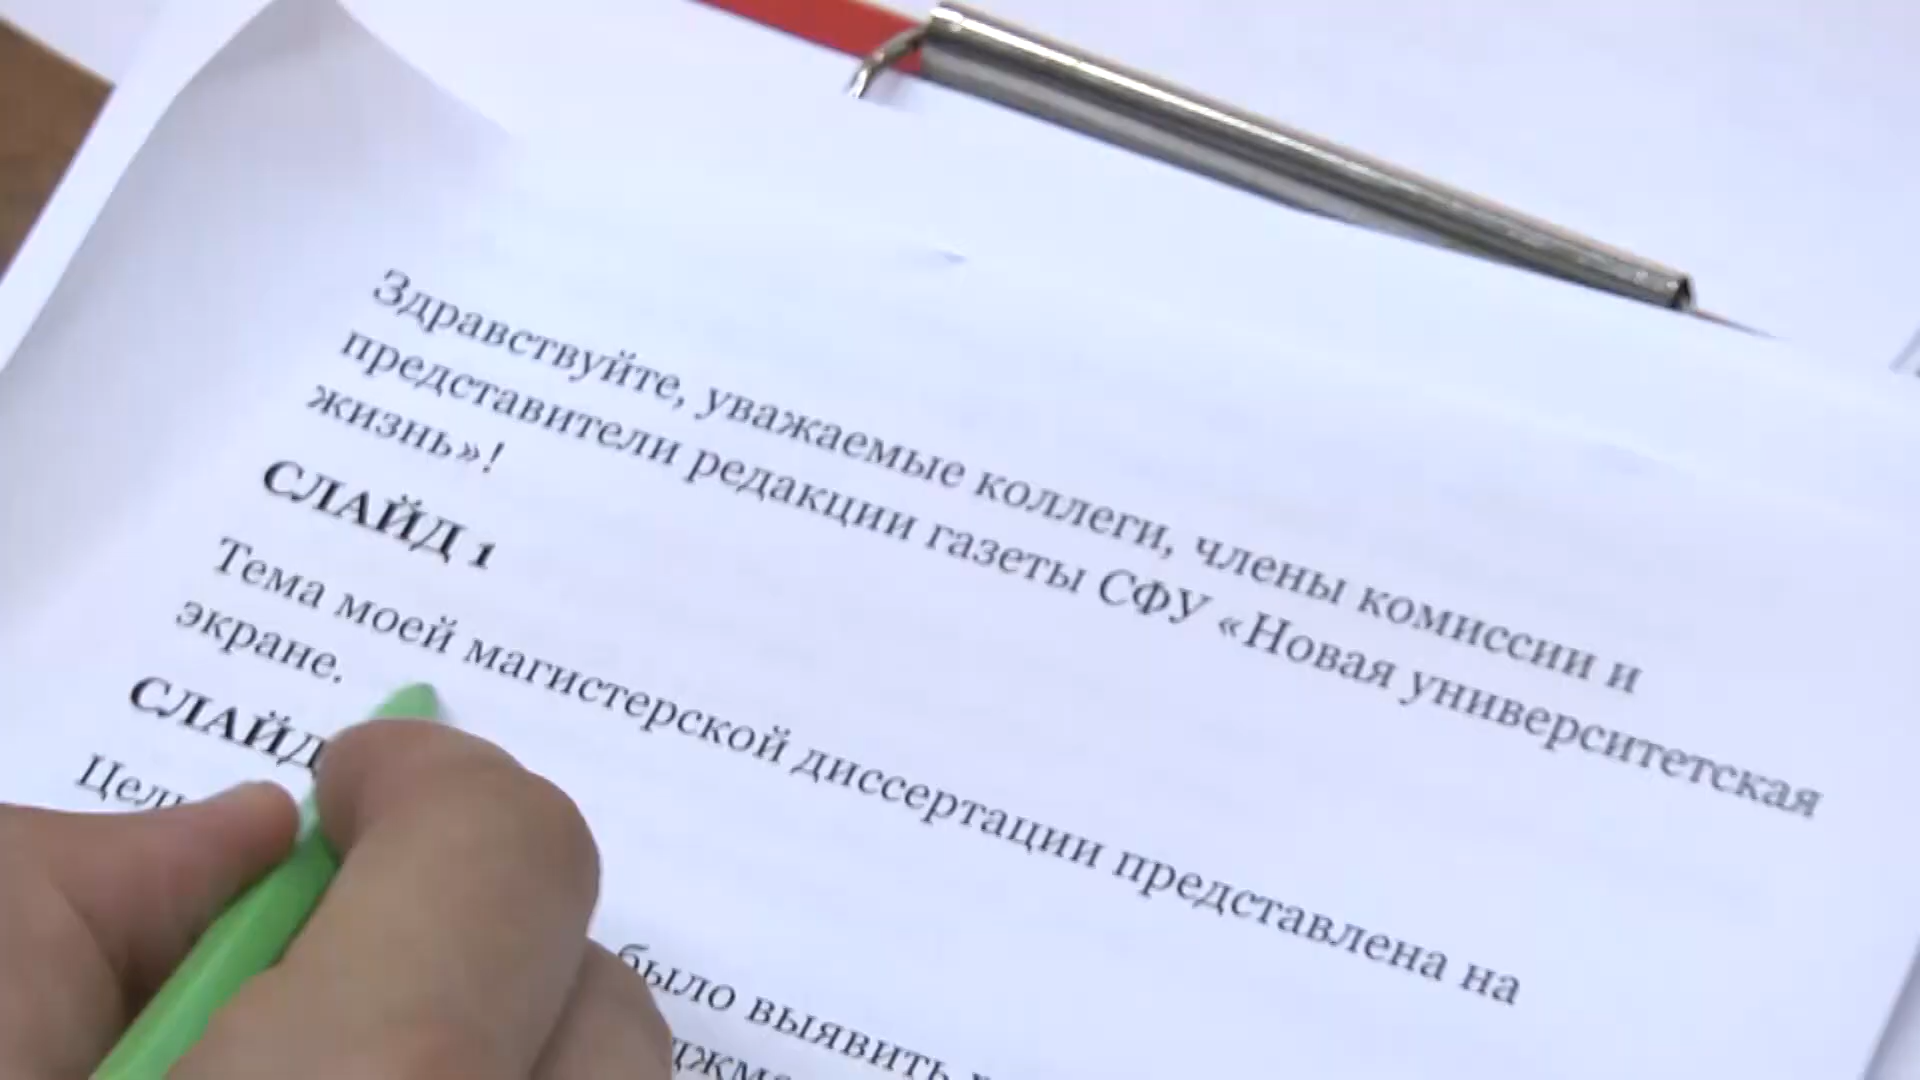 Здравствуйте, уважаемые коллеги, члены комиссии и
представители редакции газеты СФУ «Новая университетская
жизнь»!
СЛАЙД 1
Тема моей магистерской диссертации представлена на
экране.
СЛАЙД
было выявить